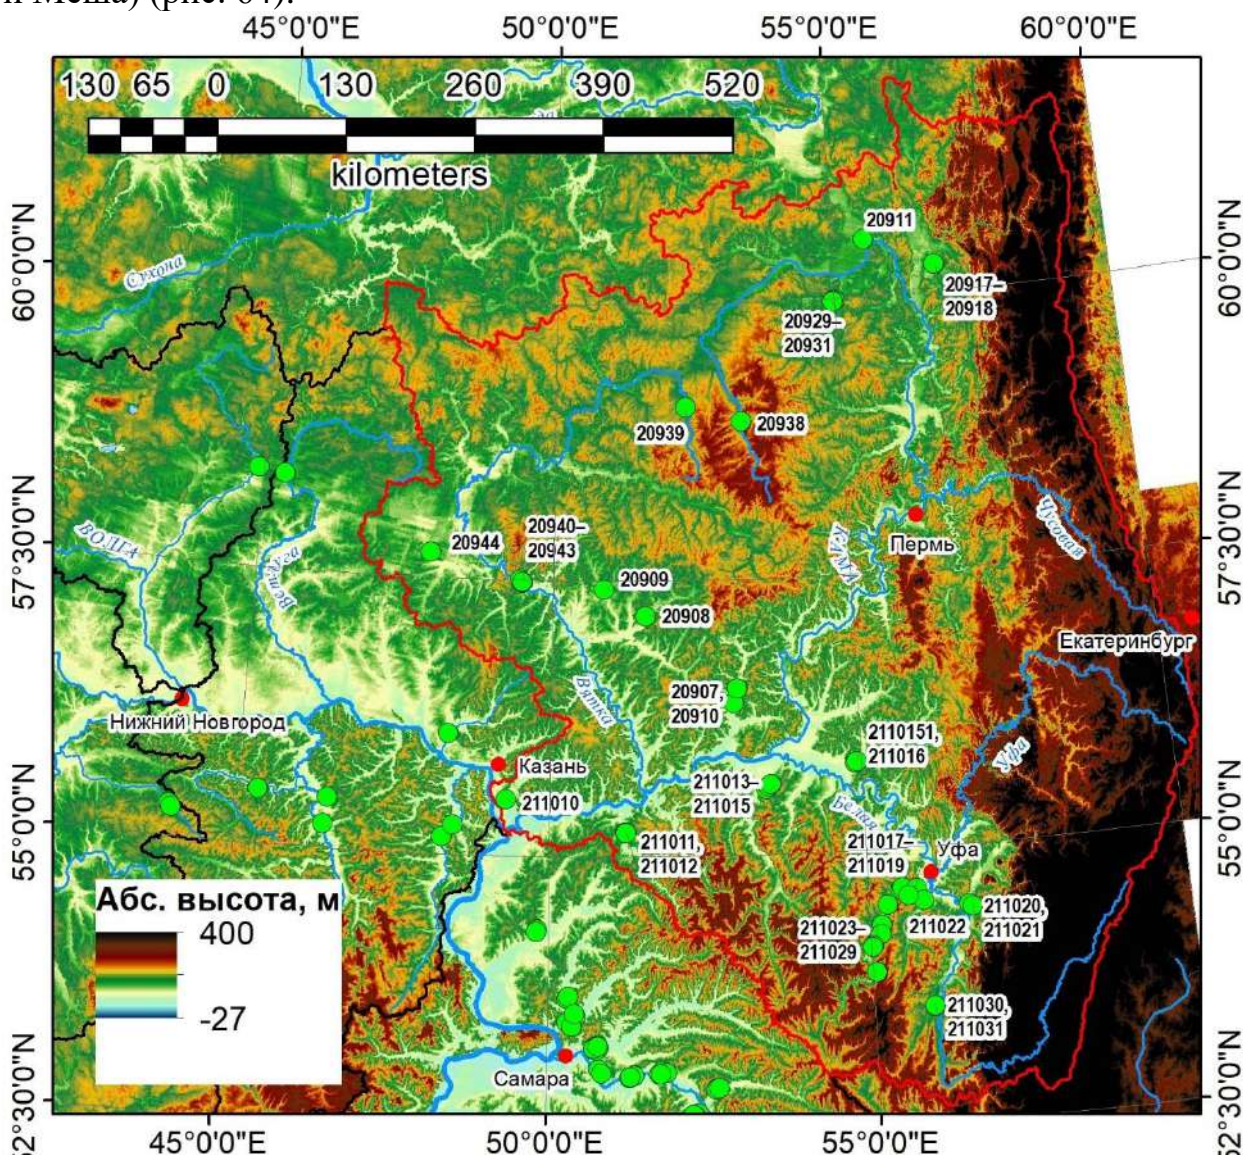 и Меша) (рис. 64).
45°0'0"E
50°0'0"E
55°0'0"E
60°0'0"E
130 65 0 130 260 390 520
kilometers
60°0'0"N
60°0'0"N
Сухона
20911
20917–
20918
20929–
20931
20939
20938
57°30'0"N
57°30'0"N
ВОЛГА
Ветлуга
20944
20940–
20943
20909
20908
КАМА
Пермь
Чусовая
Екатеринбург
Вятка
20907,
20910
Нижний Новгород
Казань
211010
2110151,
211016
211013–
211015
Уфа
Белая
55°0'0"N
55°0'0"N
211011,
211012
211017–
211019
Уфа
211020,
211021
211022
211023–
211029
211030,
211031
Абс. высота, м
400
-27
Самара
52°30'0"N
52°30'0"N
45°0'0"E
50°0'0"E
55°0'0"E